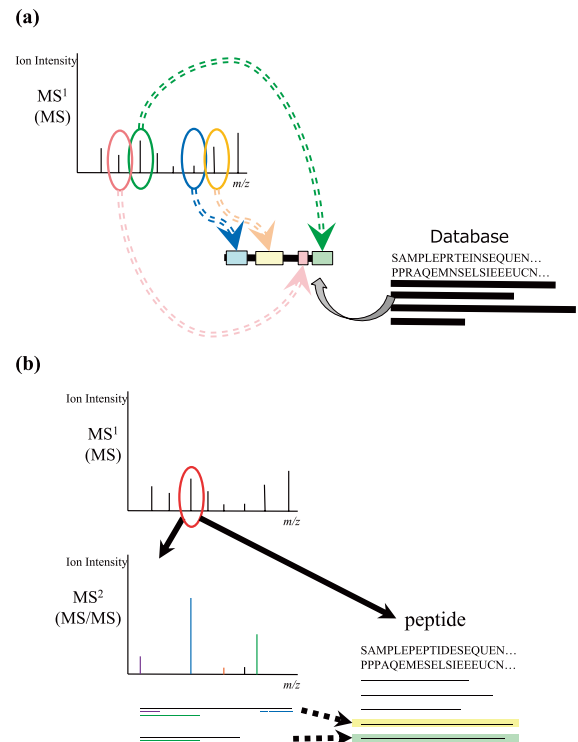 (a)
Ion Intensity
MS¹
(MS)
m/z
Database
SAMPLEPRTEINSEQUEN...
PPRAQEMNSELSIEEEUCN...
(b)
Ion Intensity
MS¹
(MS)
m/z
Ion Intensity
MS²
(MS/MS)
m/z
peptide
SAMPLEPEPTIDESEQUEN...
PPPAQEMESELSIEEEUCN...